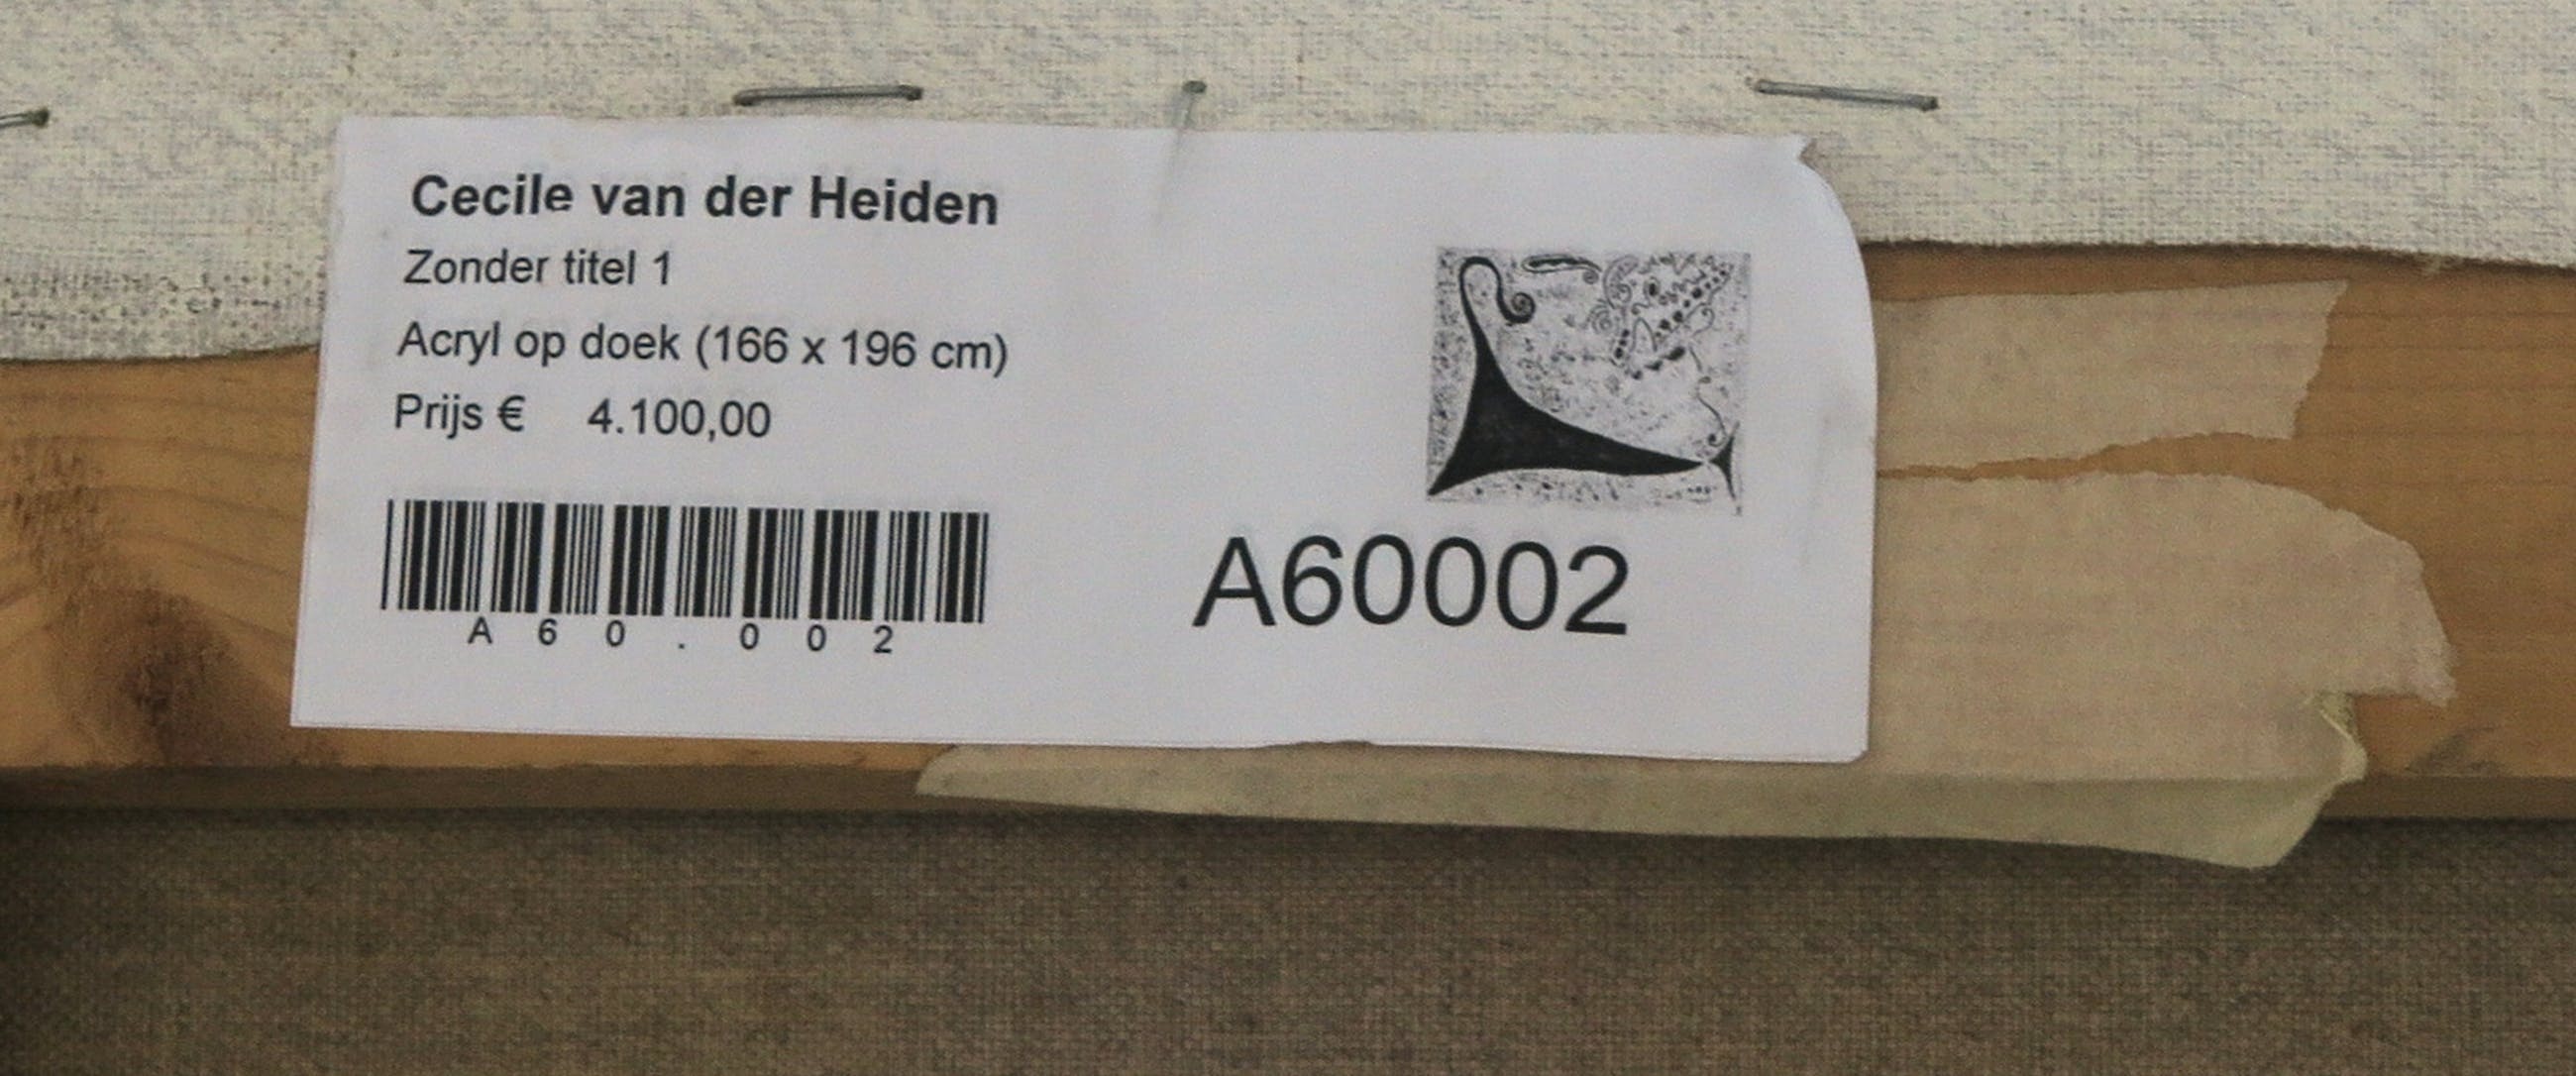 Cecile van der Heiden
Zonder titel 1
Acryl op doek (166 x 196 cm)
Prijs € 4.100,00
A 6 0 . 0 0 2
A60002